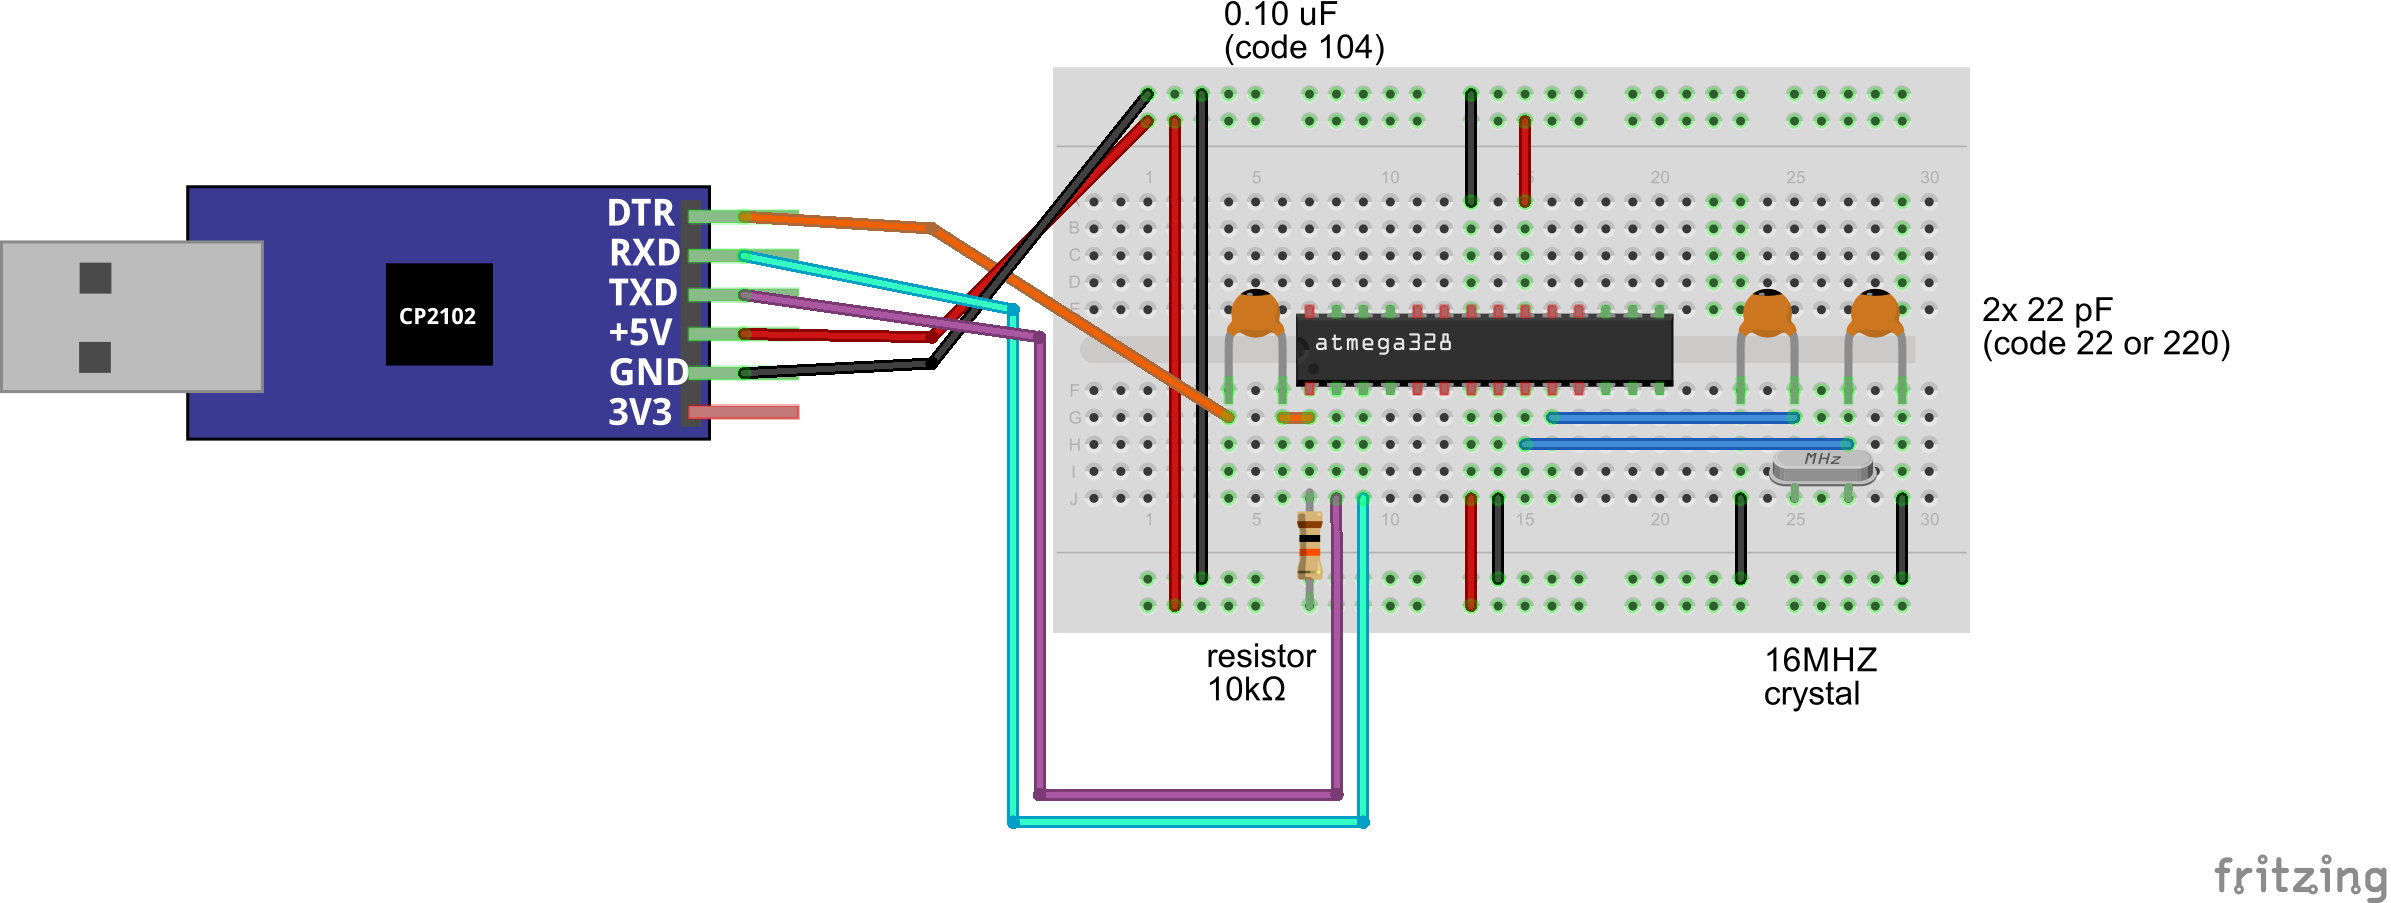 0.10 uF
(code 104)
DTR
RXD
TXD
+5V
GND
3V3
CP2102
1 5 10 15 20 25 30
A
B
C
D
E
atmega328
F
G
H
I
J
MHz
1 5 10 15 20 25 30
2x 22 pF
(code 22 or 220)
resistor
10kΩ
16MHZ
crystal
fritzing